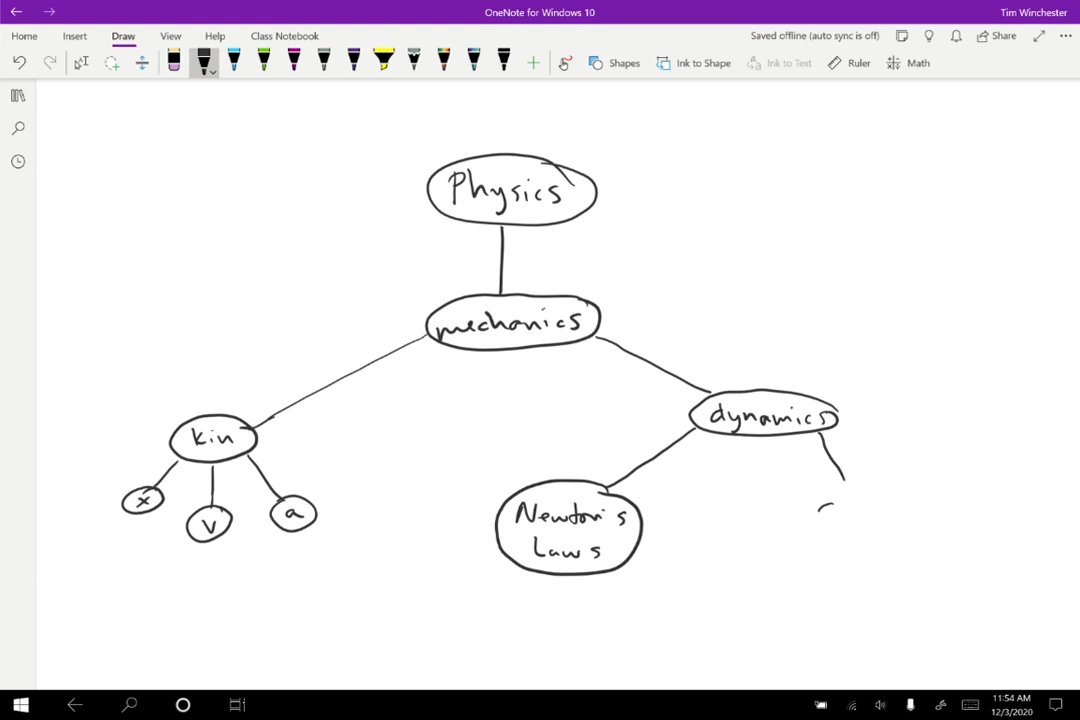 OneNote for Windows 10
Tim Winchester
Home Insert Draw View Help Class Notebook
Saved offline (auto sync is off)
Share
Shapes
Ink to Shape
Ink to Text
Ruler
Math
Physics
mechanics
kin
dynamics
x
v
a
Newton's
Laws
11:54 AM
12/3/2020